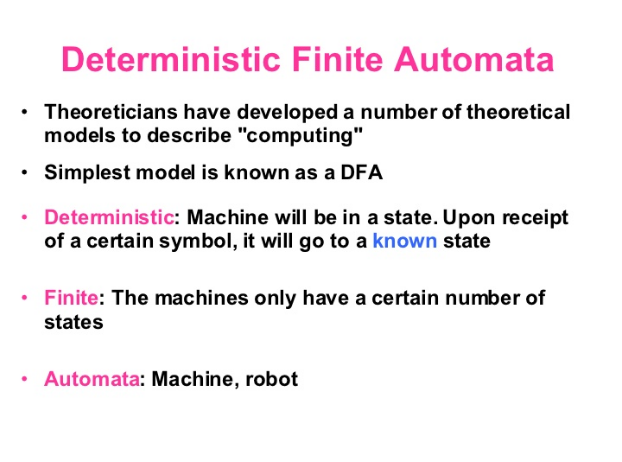 Deterministic Finite Automata
• Theoreticians have developed a number of theoretical
models to describe "computing"
• Simplest model is known as a DFA
• Deterministic: Machine will be in a state. Upon receipt
of a certain symbol, it will go to a known state
• Finite: The machines only have a certain number of
states
• Automata: Machine, robot